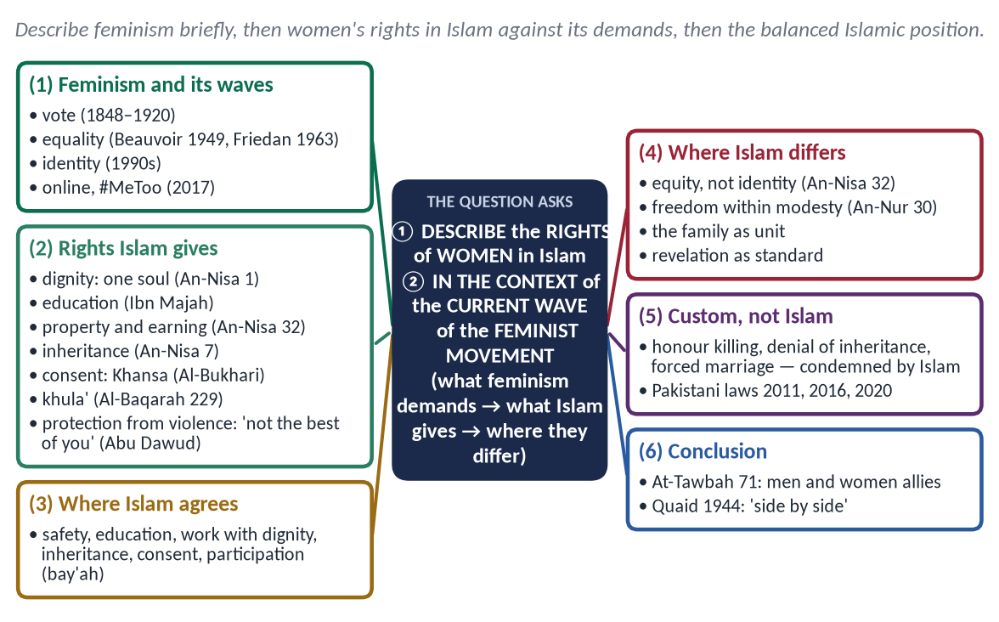 Describe feminism briefly, then women's rights in Islam against its demands, then the balanced Islamic position.
(1) Feminism and its waves
• vote (1848–1920)
• equality (Beauvoir 1949, Friedan 1963)
• identity (1990s)
• online, #MeToo (2017)
(2) Rights Islam gives
• dignity: one soul (An-Nisa 1)
• education (Ibn Majah)
• property and earning (An-Nisa 32)
• inheritance (An-Nisa 7)
• consent: Khansa (Al-Bukhari)
• khula' (Al-Baqarah 229)
• protection from violence: 'not the best
of you' (Abu Dawud)
(3) Where Islam agrees
• safety, education, work with dignity,
inheritance, consent, participation
(bay'ah)
THE QUESTION ASKS
① DESCRIBE the RIGHTS
of WOMEN in Islam
② IN THE CONTEXT of
the CURRENT WAVE
of the FEMINIST
MOVEMENT
(what feminism
demands → what Islam
gives → where they
differ)
(4) Where Islam differs
• equity, not identity (An-Nisa 32)
• freedom within modesty (An-Nur 30)
• the family as unit
• revelation as standard
(5) Custom, not Islam
• honour killing, denial of inheritance,
forced marriage — condemned by Islam
• Pakistani laws 2011, 2016, 2020
(6) Conclusion
• At-Tawbah 71: men and women allies
• Quaid 1944: 'side by side'